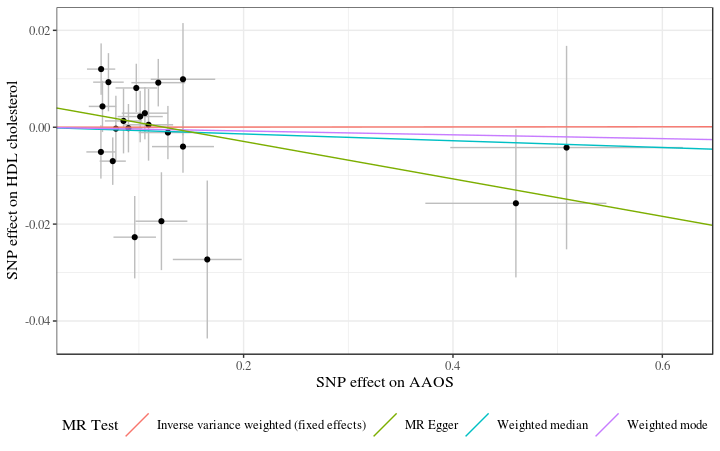 0.02
0.00
-0.02
-0.04
SNP effect on HDL cholesterol
0.2 0.4 0.6
SNP effect on AAOS
MR Test Inverse variance weighted (fixed effects) MR Egger Weighted median Weighted mode